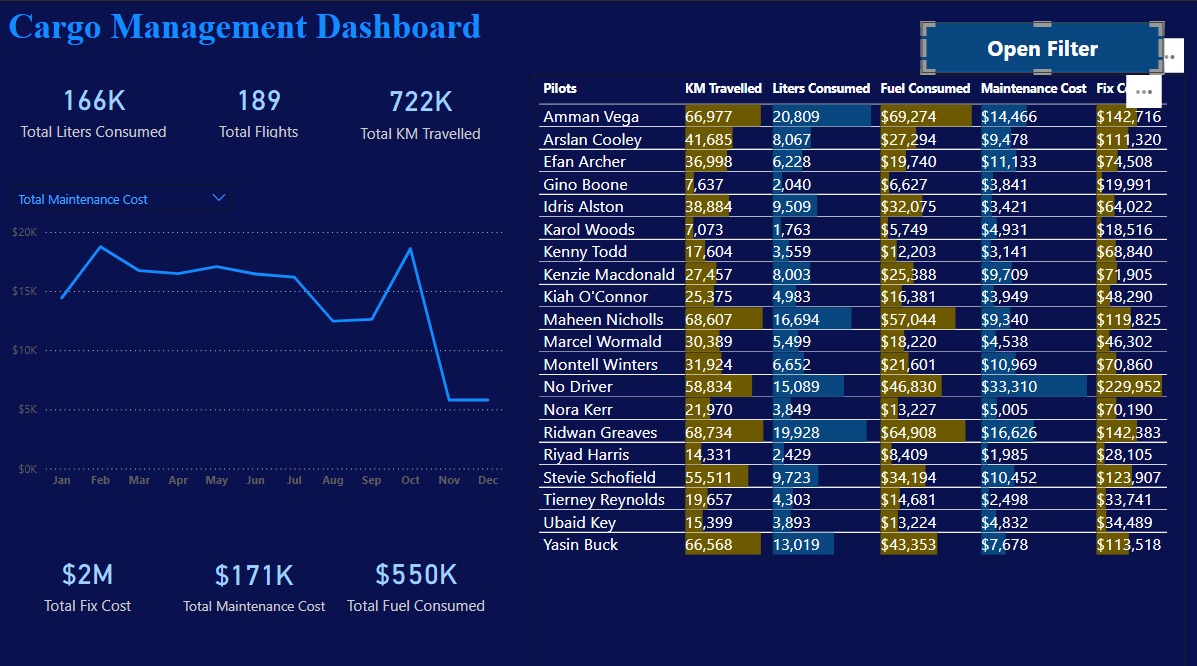 Cargo Management Dashboard
Open Filter
166K
Total Liters Consumed
189
Total Flights
722K
Total KM Travelled
Total Maintenance Cost
$20K
$15K
$10K
$5K
$0K
Jan Feb Mar Apr May Jun Jul Aug Sep Oct Nov Dec
$2M
Total Fix Cost
$171K
Total Maintenance Cost
$550K
Total Fuel Consumed
Pilots KM Travelled Liters Consumed Fuel Consumed Maintenance Cost Fix
Amman Vega 66,977 20,809 $69,274 $14,466 $142,716
Arslan Cooley 41,685 8,067 $27,294 $9,478 $111,320
Efan Archer 36,998 6,228 $19,740 $11,133 $74,508
Gino Boone 7,637 2,040 $6,627 $3,841 $19,991
Idris Alston 38,884 9,509 $32,075 $3,421 $64,022
Karol Woods 7,073 1,763 $5,749 $4,931 $18,516
Kenny Todd 17,604 3,559 $12,203 $3,141 $68,840
Kenzie Macdonald 27,457 8,003 $25,388 $9,709 $71,905
Kiah O'Connor 25,375 4,983 $16,381 $3,949 $48,290
Maheen Nicholls 68,607 16,694 $57,044 $9,340 $119,825
Marcel Wormald 30,389 5,499 $18,220 $4,538 $46,302
Montell Winters 31,924 6,652 $21,601 $10,969 $70,860
No Driver 58,834 15,089 $46,830 $33,310 $229,952
Nora Kerr 21,970 3,849 $13,227 $5,005 $70,190
Ridwan Greaves 68,734 19,928 $64,908 $16,626 $142,383
Riyad Harris 14,331 2,429 $8,409 $1,985 $28,105
Stevie Schofield 55,511 9,723 $34,194 $10,452 $123,907
Tierney Reynolds 19,657 4,303 $14,681 $2,498 $33,741
Ubaid Key 15,399 3,893 $13,224 $4,832 $34,489
Yasin Buck 66,568 13,019 $43,353 $7,678 $113,518